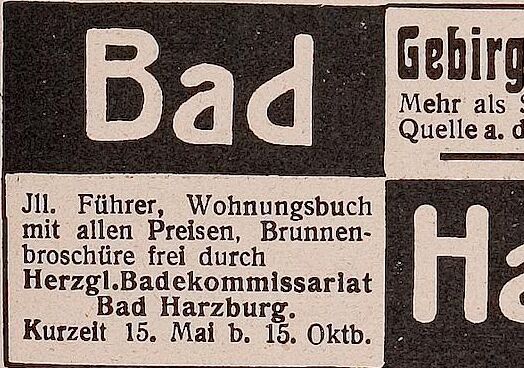 Bad
Gebirg
Mehr als
Quelle a. d
Jll. Führer, Wohnungsbuch
mit allen Preisen, Brunnen-
broschüre frei durch
Herzgl.Badekommissariat
Bad Harzburg.
Kurzeit 15. Mai b. 15. Oktb.
Ha